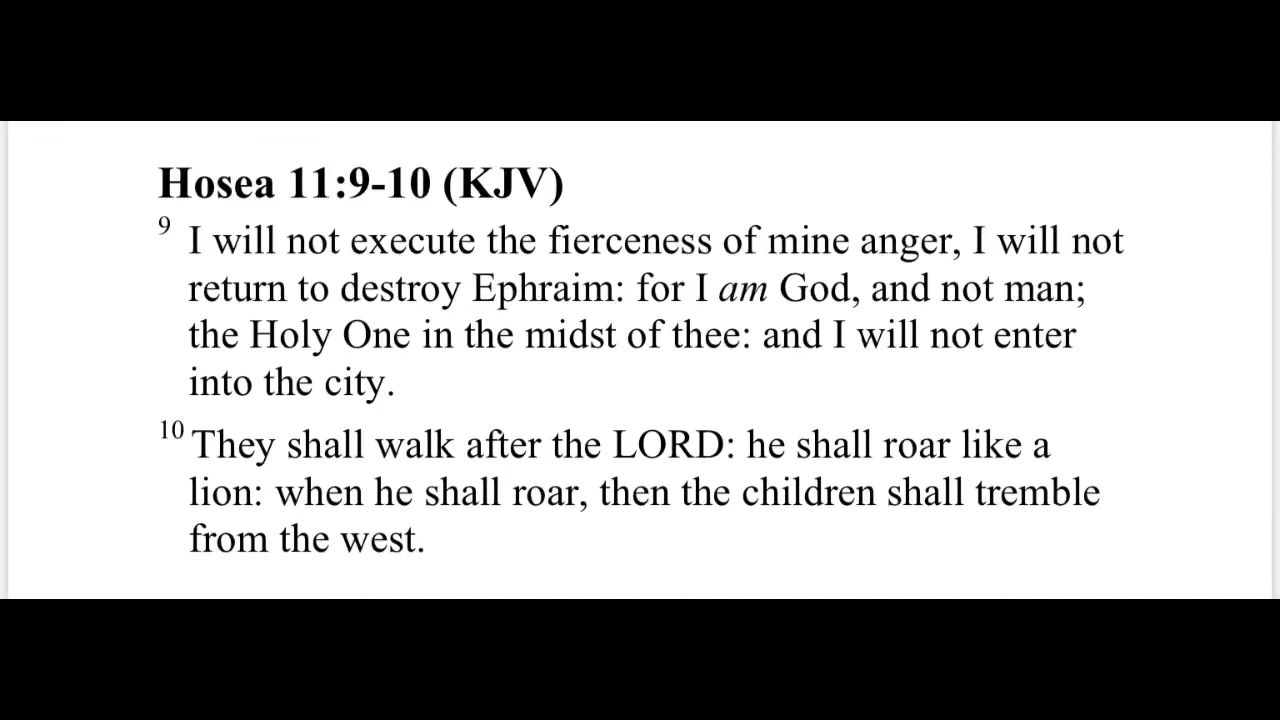 Hosea 11:9-10 (KJV)
9 I will not execute the fierceness of mine anger, I will not
return to destroy Ephraim: for I am God, and not man;
the Holy One in the midst of thee: and I will not enter
into the city.
10 They shall walk after the LORD: he shall roar like a
lion: when he shall roar, then the children shall tremble
from the west.